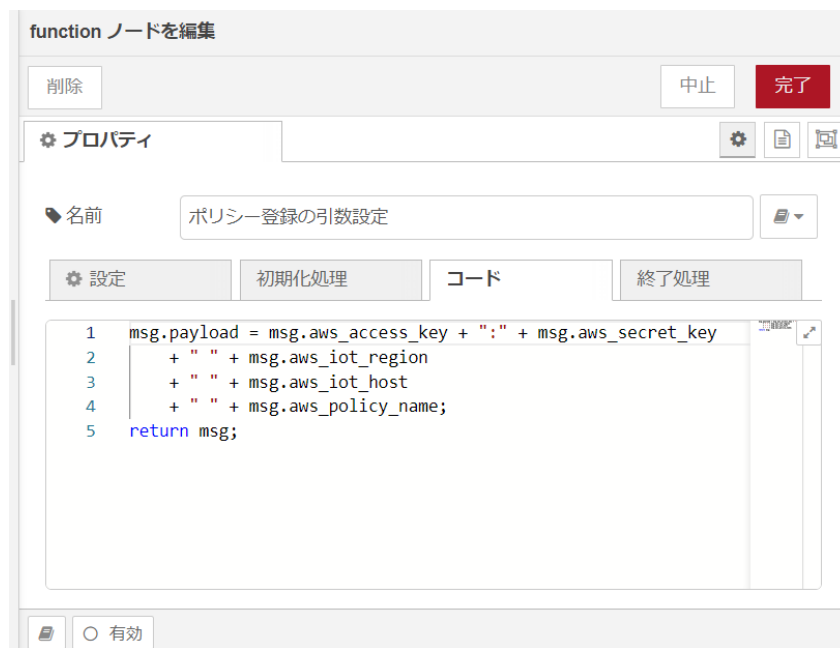 function ノードを編集
削除 中止 完了
プロパティ
名前 ポリシー登録の引数設定
設定 初期化処理 コード 終了処理
1 msg.payload = msg.aws_access_key + ":" + msg.aws_secret_key
2 + " " + msg.aws_iot_region
3 + " " + msg.aws_iot_host
4 + " " + msg.aws_policy_name;
5 return msg;
有効